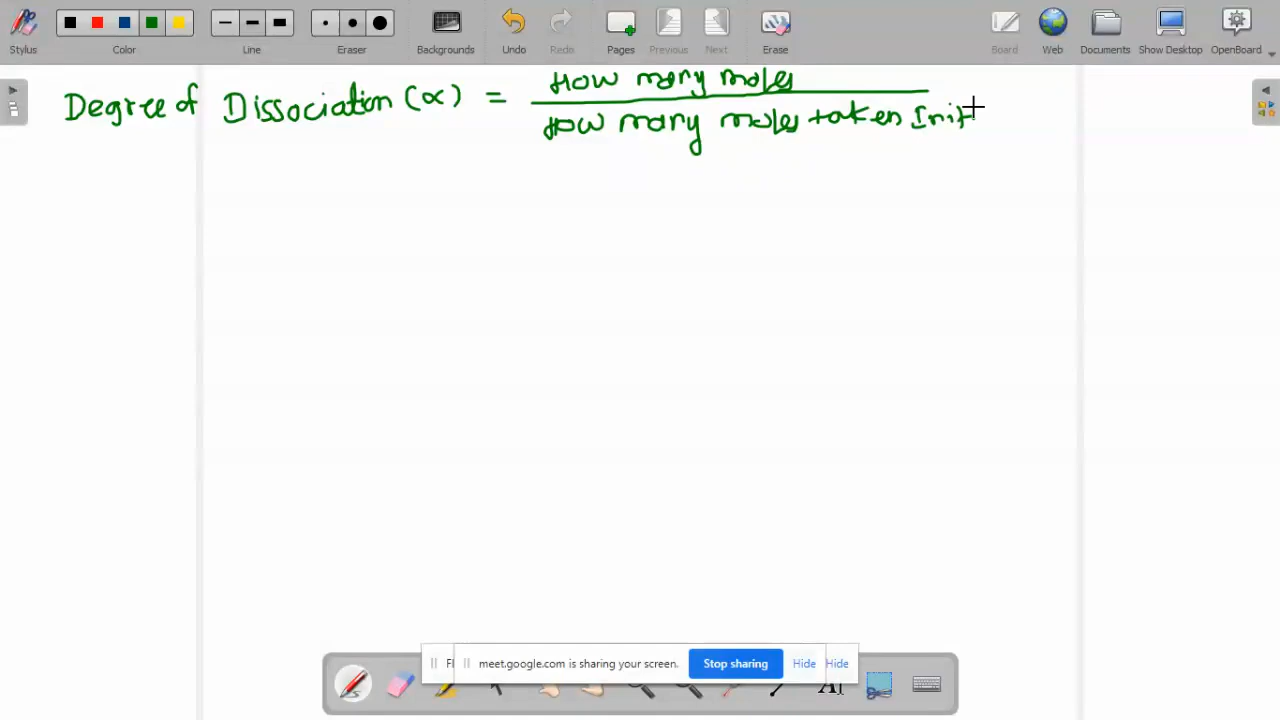 Stylus
Color
Line
Eraser
Backgrounds
Undo
Redo
Pages
Previous
Next
Erase
Board
Web
Documents
Show Desktop
OpenBoard
How many moles
Degree of Dissociation (α) =
How many moles taken Init
meet.google.com is sharing your screen.
Stop sharing
Hide
Hide